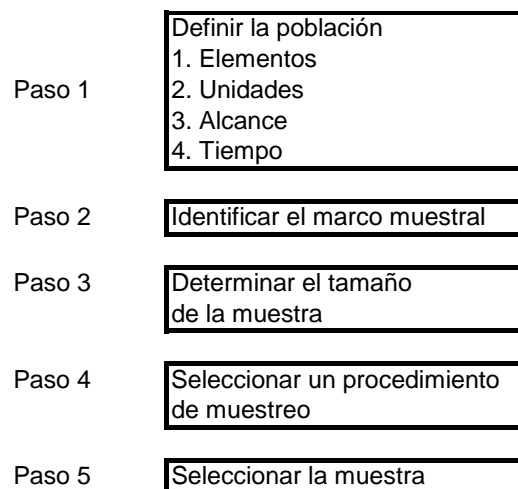 Definir la población
1. Elementos
Paso 1 2. Unidades
3. Alcance
4. Tiempo
Paso 2 Identificar el marco muestral
Paso 3 Determinar el tamaño
de la muestra
Paso 4 Seleccionar un procedimiento
de muestreo
Paso 5 Seleccionar la muestra